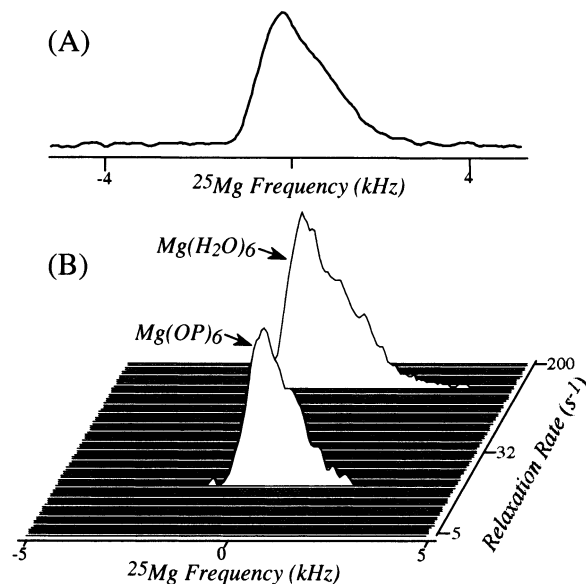 (A)
-4
4
²⁵Mg Frequency (kHz)
(B)
Mg(H₂O)₆
Mg(OP)₆
200
32
5
Relaxation Rate (s⁻¹)
-5
0
5
²⁵Mg Frequency (kHz)